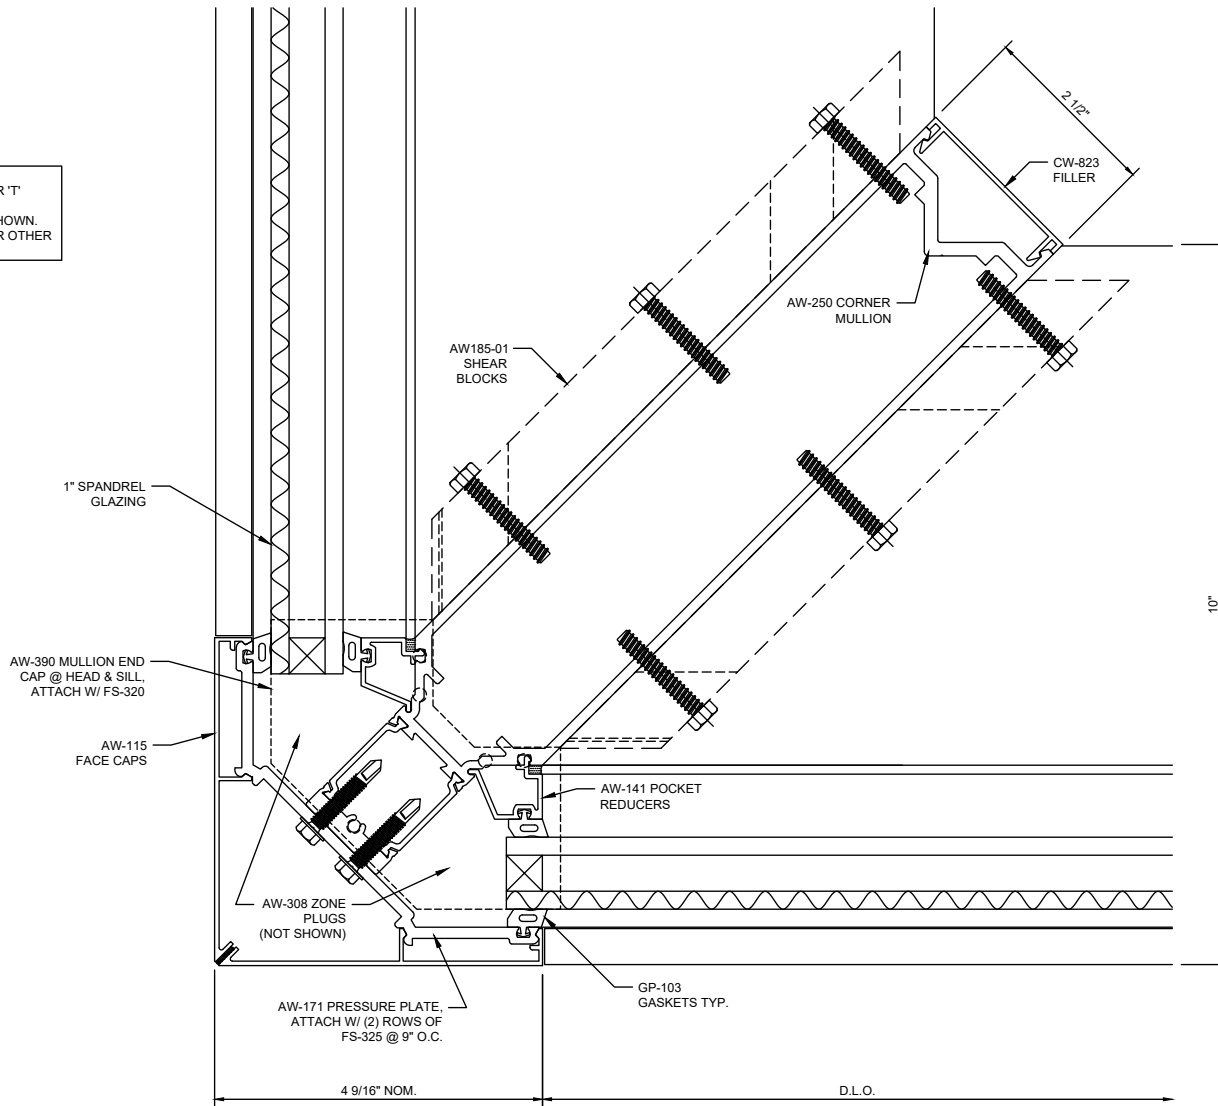 R 'T'
HOWN.
R OTHER
2 1/2"
CW-823
FILLER
AW-250 CORNER
MULLION
AW185-01
SHEAR
BLOCKS
1" SPANDREL
GLAZING
10"
AW-390 MULLION END
CAP @ HEAD & SILL,
ATTACH W/ FS-320
AW-115
FACE CAPS
AW-141 POCKET
REDUCERS
AW-308 ZONE
PLUGS
(NOT SHOWN)
GP-103
GASKETS TYP.
AW-171 PRESSURE PLATE,
ATTACH W/ (2) ROWS OF
FS-325 @ 9" O.C.
4 9/16" NOM.
D.L.O.